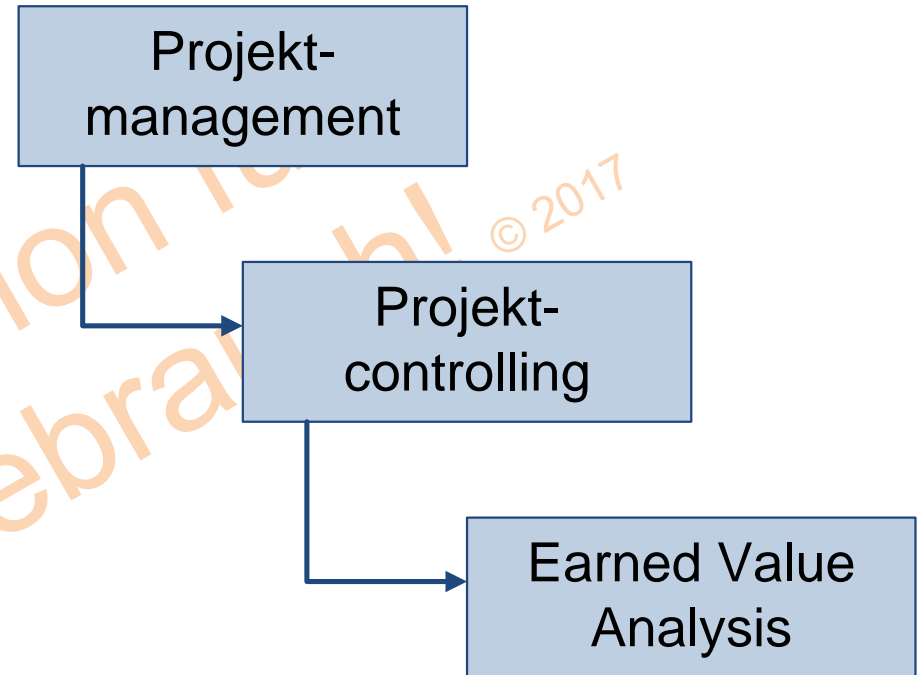 Projekt-
management
© 2017
Projekt-
controlling
Earned Value
Analysis